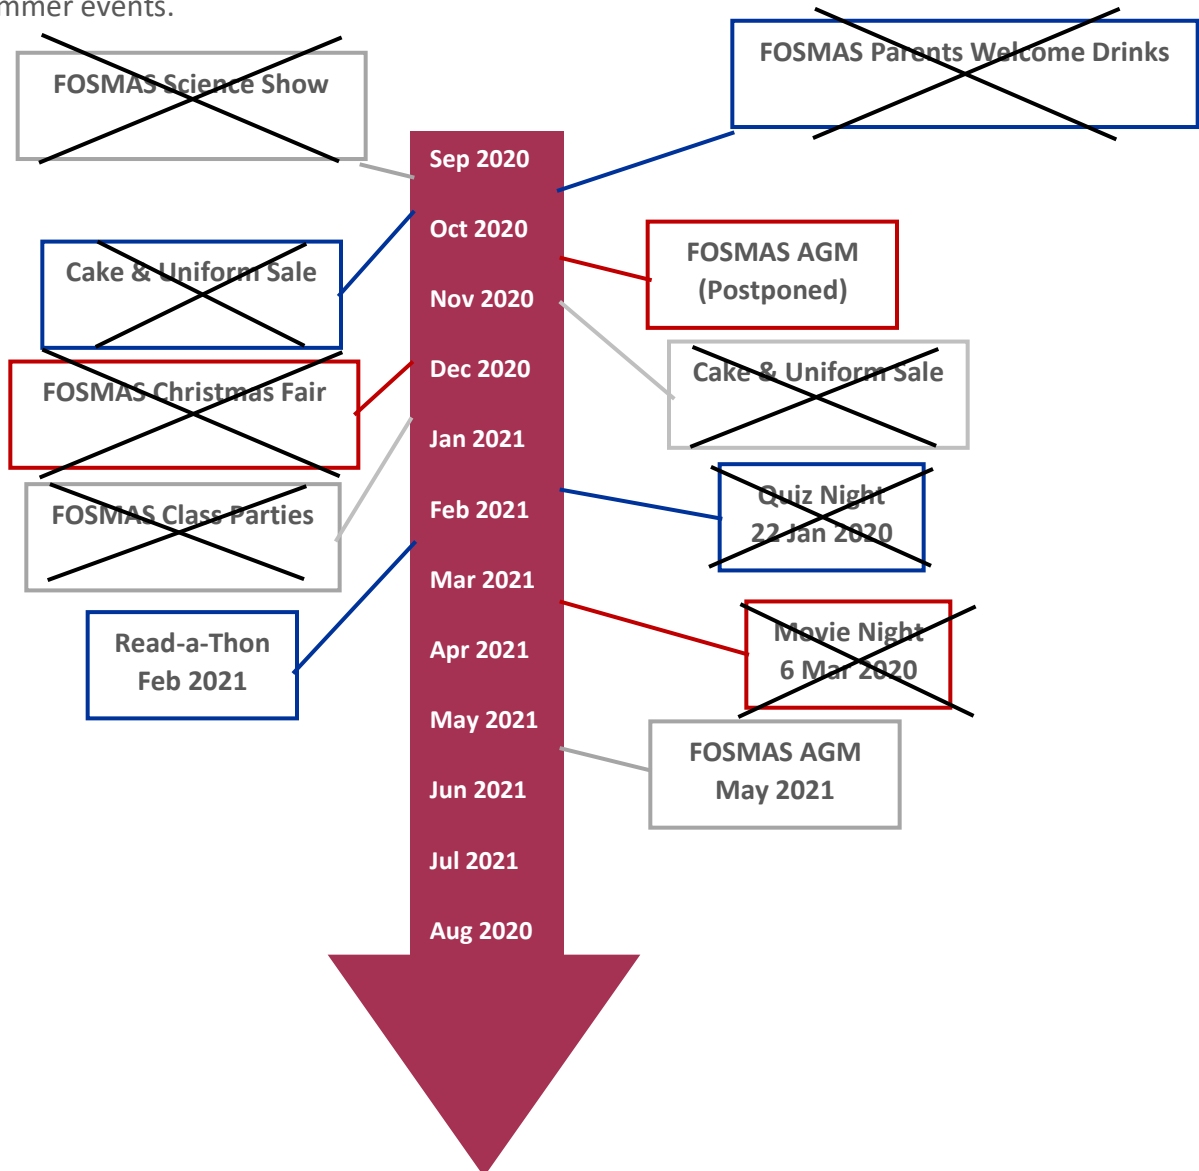 mmer events.
FOSMAS Science Show
FOSMAS Parents Welcome Drinks
Sep 2020
Oct 2020
FOSMAS AGM
(Postponed)
Cake & Uniform Sale
Nov 2020
Dec 2020
Cake & Uniform Sale
FOSMAS Christmas Fair
Jan 2021
Quiz Night
22 Jan 2020
FOSMAS Class Parties
Feb 2021
Mar 2021
Movie Night
6 Mar 2020
Read-a-Thon
Feb 2021
Apr 2021
May 2021
FOSMAS AGM
May 2021
Jun 2021
Jul 2021
Aug 2020